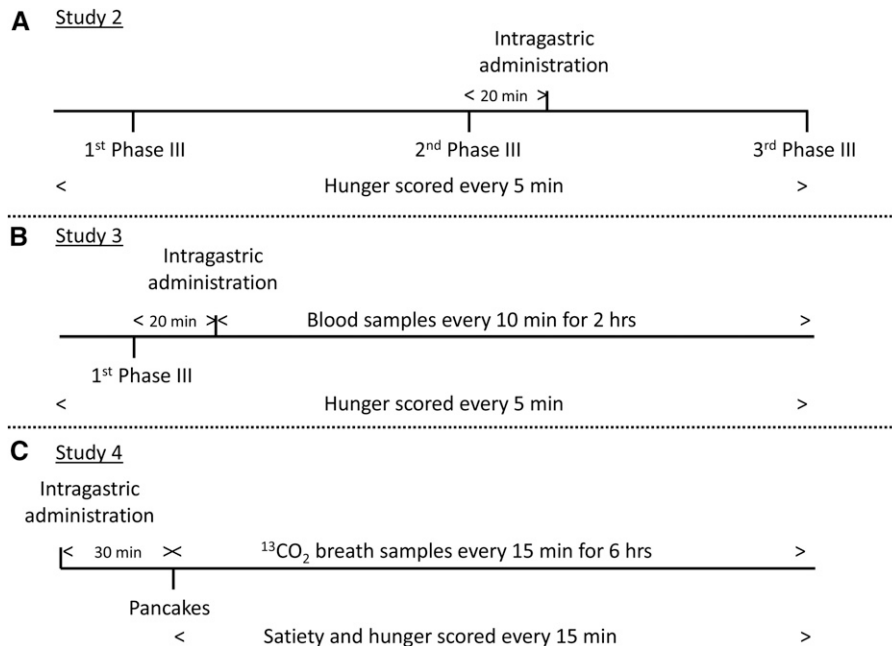 A Study 2
Intragastric
administration
< 20 min >
1st Phase III 2nd Phase III 3rd Phase III
< Hunger scored every 5 min >
B Study 3
Intragastric
administration
< 20 min >< Blood samples every 10 min for 2 hrs >
1st Phase III
< Hunger scored every 5 min >
C Study 4
Intragastric
administration
< 30 min >< 13CO2 breath samples every 15 min for 6 hrs >
Pancakes
< Satiety and hunger scored every 15 min >